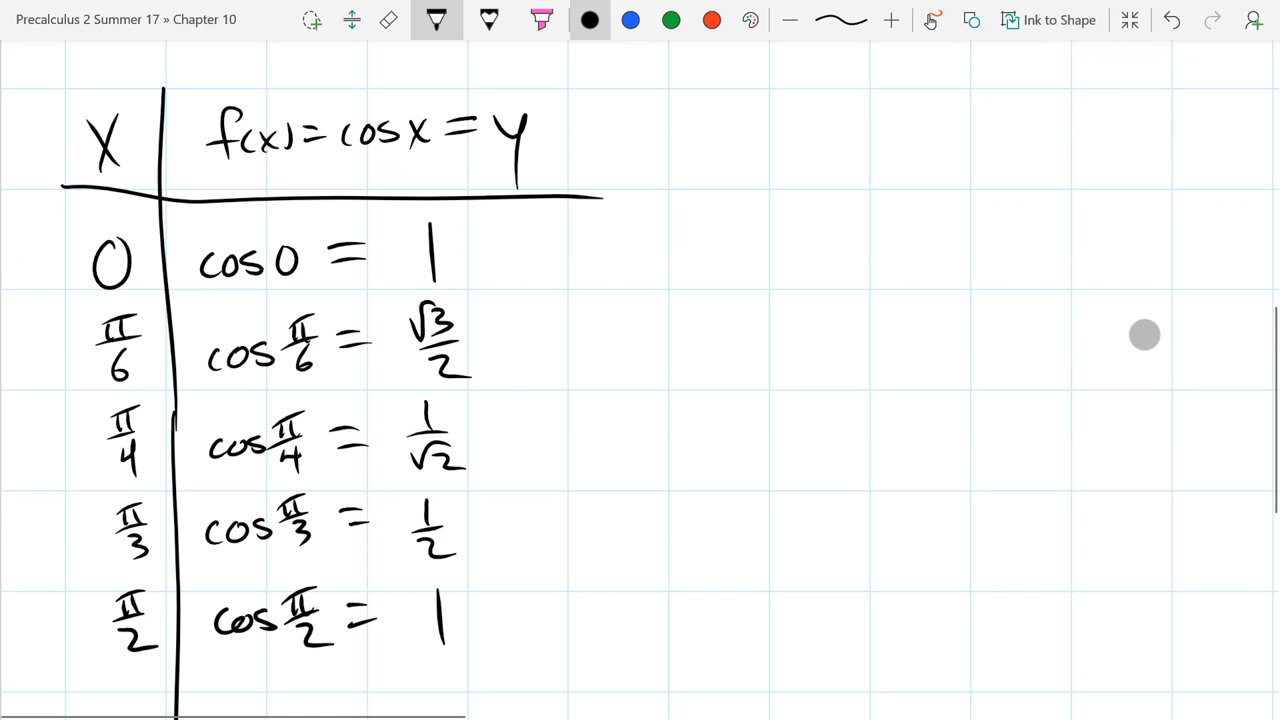 Precalculus 2 Summer 17 » Chapter 10
Ink to Shape
X f(x) = cos x = y
0 cos 0 = 1
π/6 cos π/6 = √3/2
π/4 cos π/4 = 1/√2
π/3 cos π/3 = 1/2
π/2 cos π/2 = 1